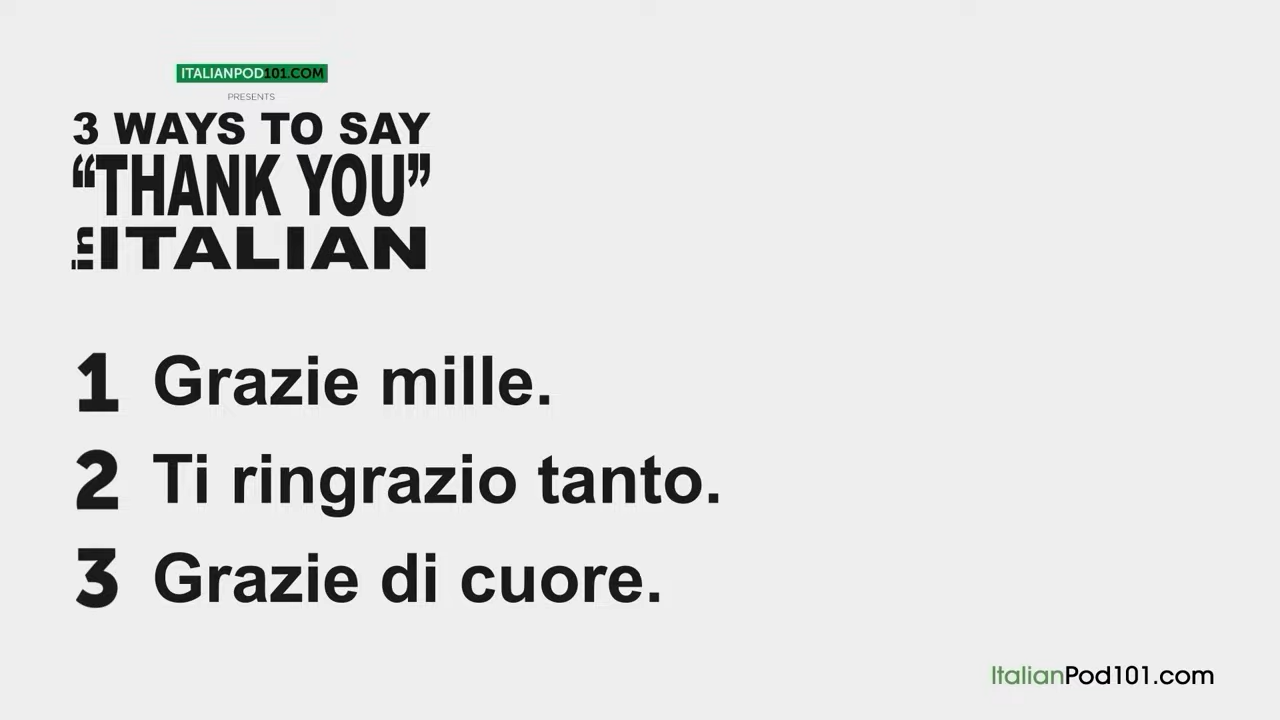 ITALIANPOD101.COM
PRESENTS
3 WAYS TO SAY
“THANK YOU”
in ITALIAN
1 Grazie mille.
2 Ti ringrazio tanto.
3 Grazie di cuore.
ItalianPod101.com